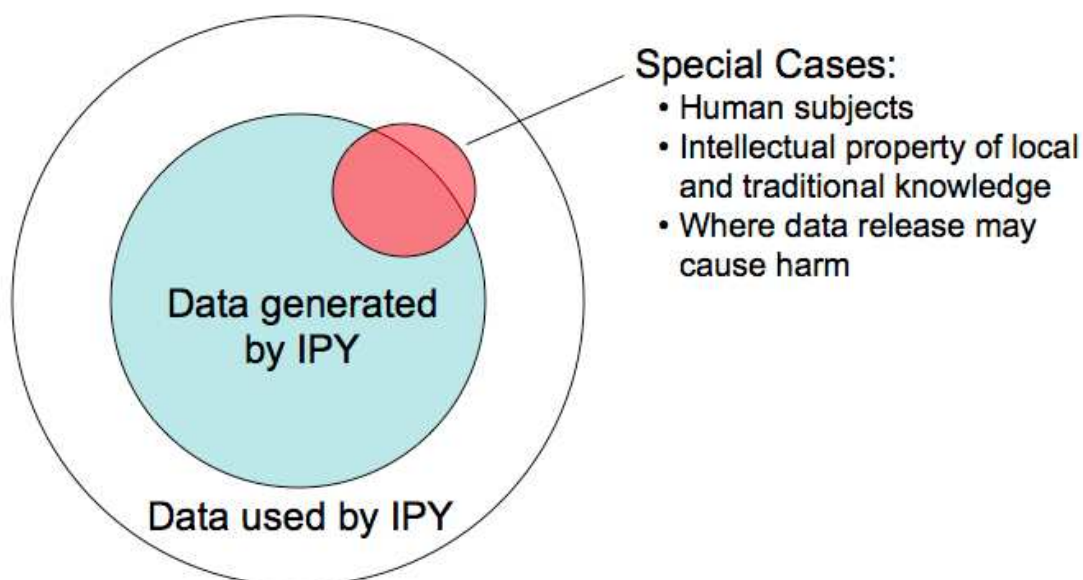 Special Cases:
• Human subjects
• Intellectual property of local
and traditional knowledge
• Where data release may
cause harm
Data generated
by IPY
Data used by IPY